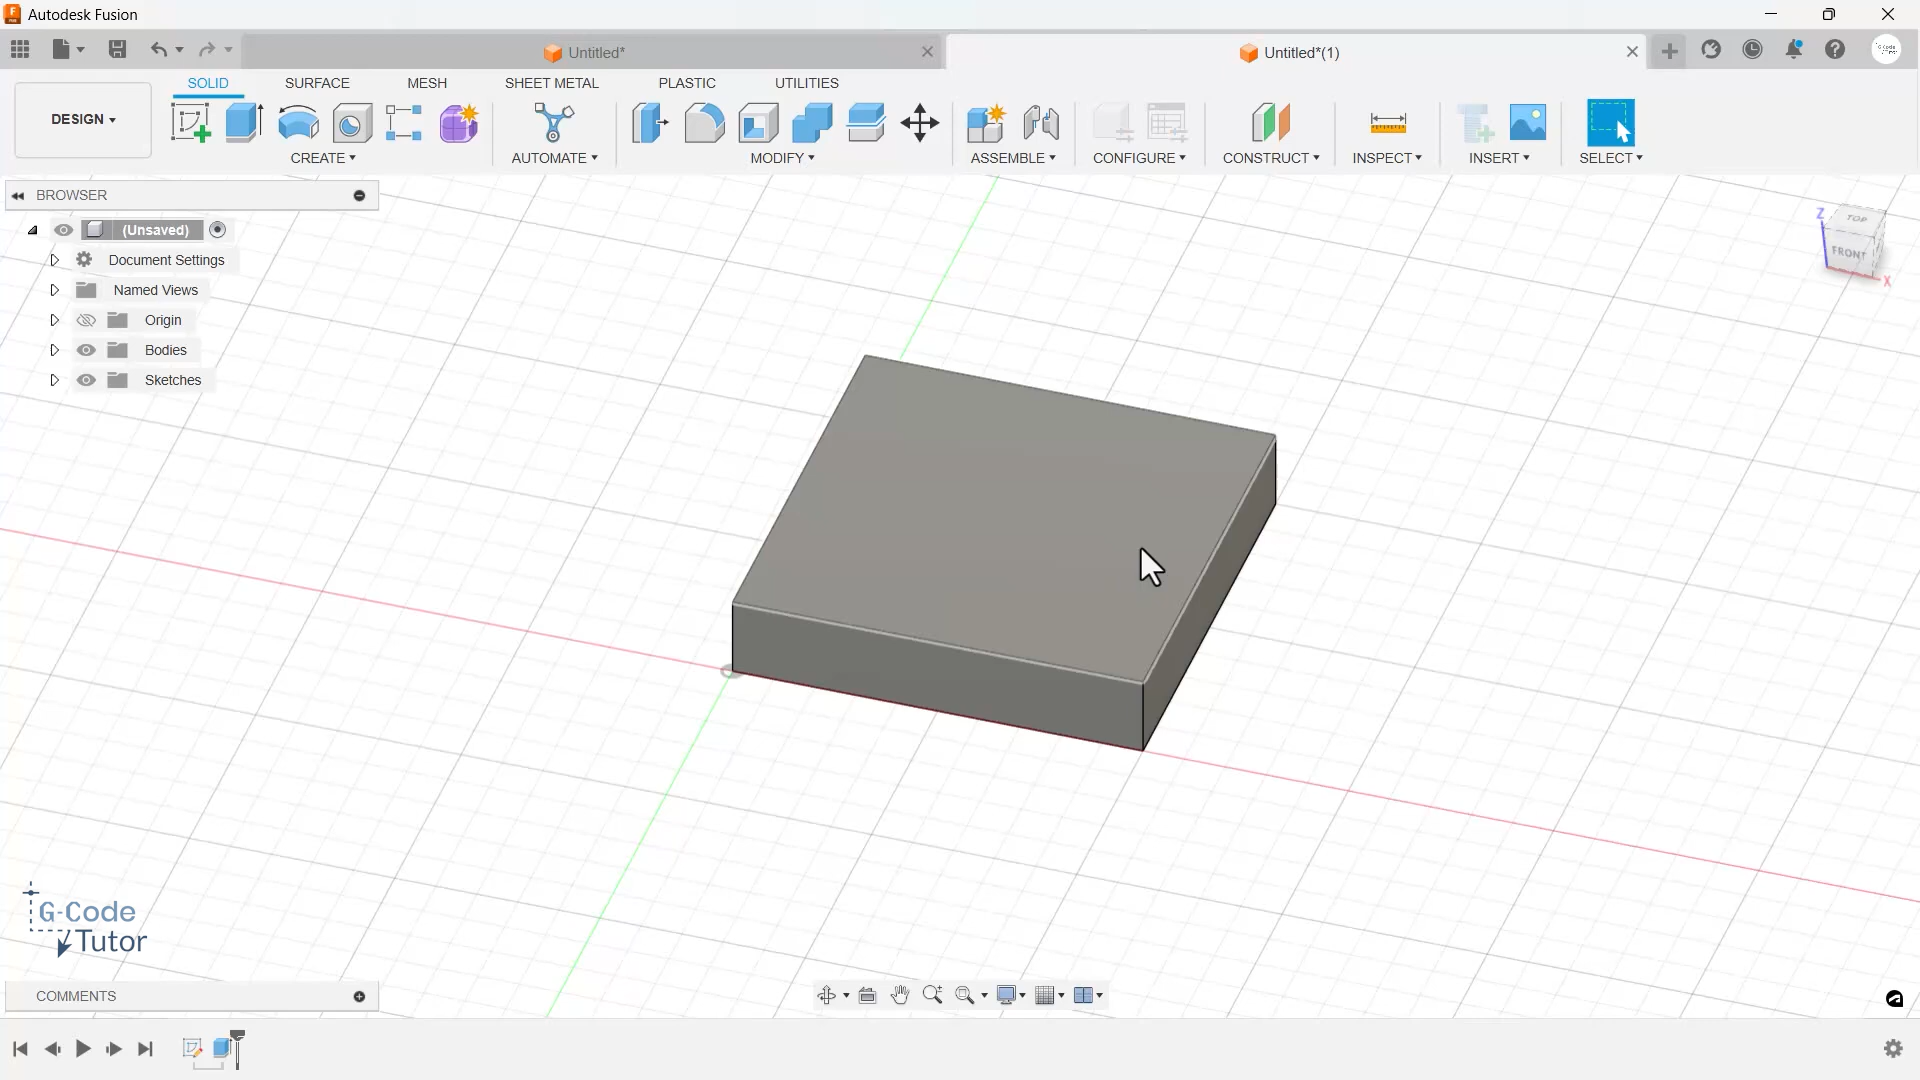 Autodesk Fusion
Untitled*
Untitled*(1)
SOLID SURFACE MESH SHEET METAL PLASTIC UTILITIES
DESIGN
CREATE AUTOMATE MODIFY ASSEMBLE CONFIGURE CONSTRUCT INSPECT INSERT SELECT
BROWSER
(Unsaved)
Document Settings
Named Views
Origin
Bodies
Sketches
Z
TOP
FRONT
X
G-Code
Tutor
COMMENTS